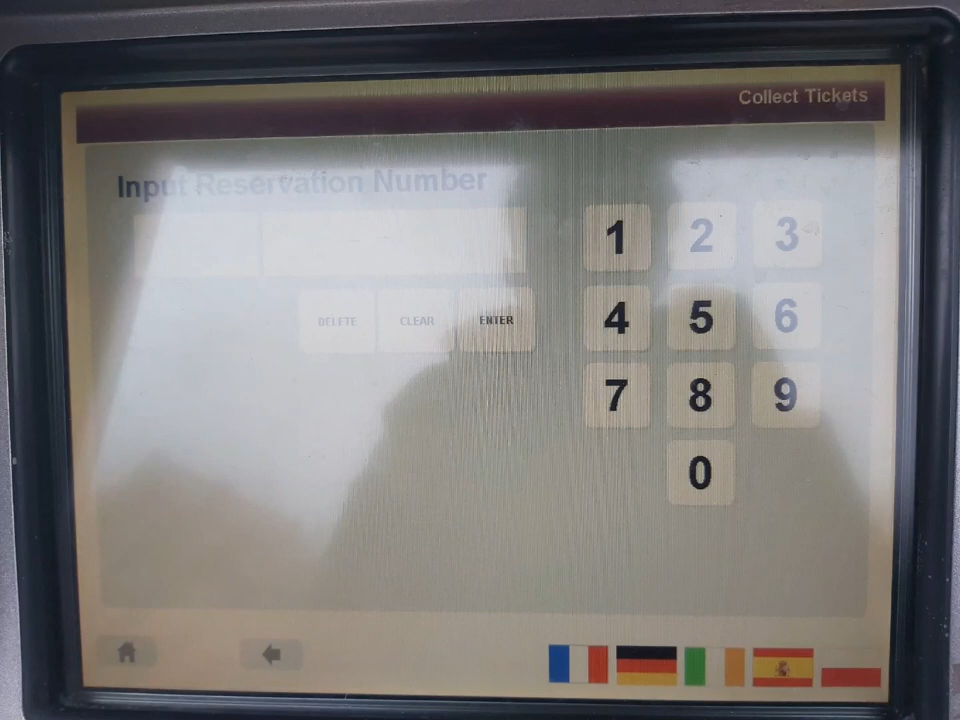 Collect Tickets
Input Reservation Number
1 2 3
DELETE CLEAR ENTER
4 5 6
7 8 9
0